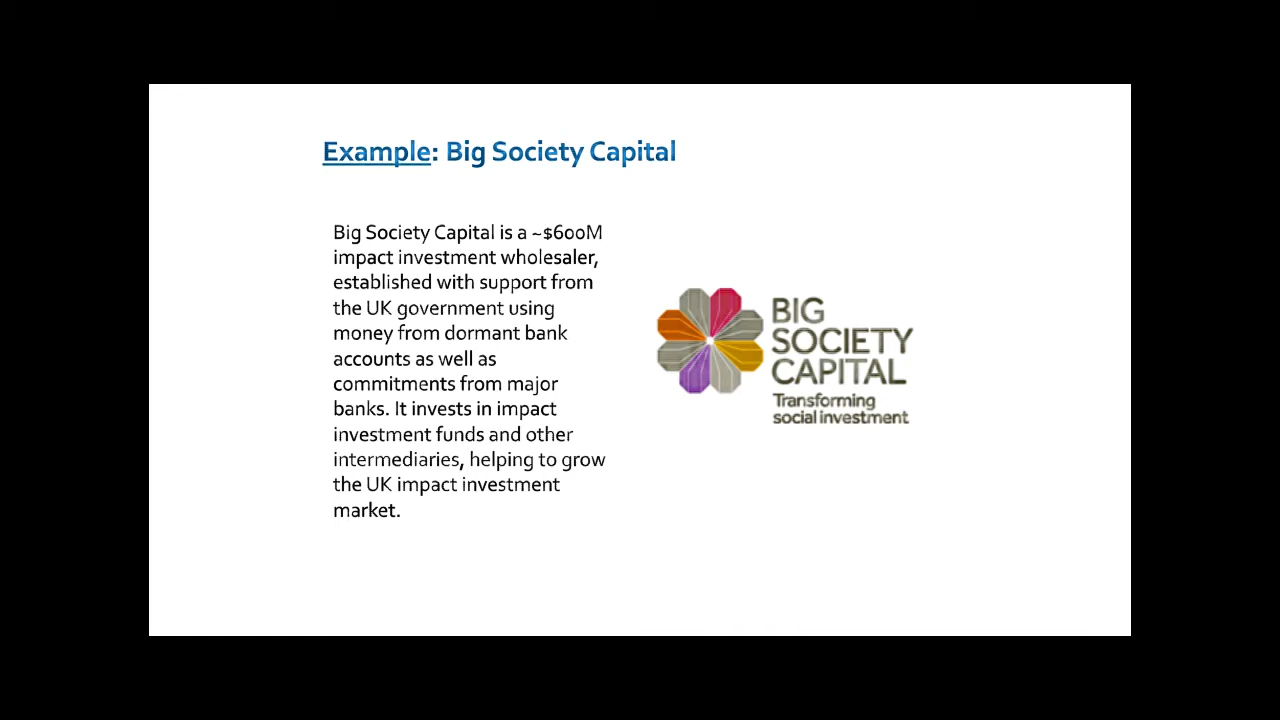 Example: Big Society Capital
Big Society Capital is a ~$600M
impact investment wholesaler,
established with support from
the UK government using
money from dormant bank
accounts as well as
commitments from major
banks. It invests in impact
investment funds and other
intermediaries, helping to grow
the UK impact investment
market.
BIG
SOCIETY
CAPITAL
Transforming
social investment